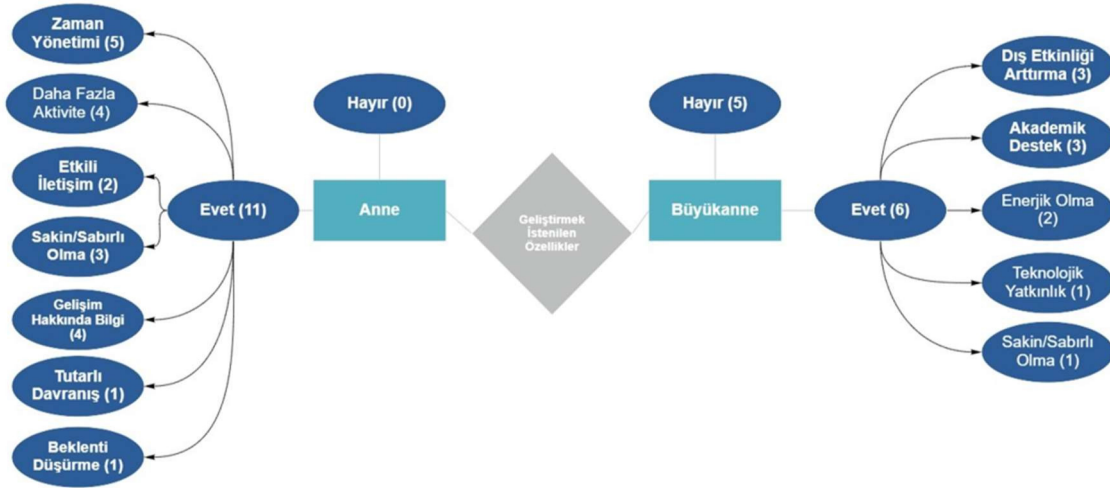 Zaman
Yönetimi (5)
Daha Fazla
Aktivite (4)
Etkili
İletişim (2)
Sakin/Sabırlı
Olma (3)
Gelişim
Hakkında Bilgi
(4)
Tutarlı
Davranış (1)
Beklenti
Düşürme (1)
Evet (11)
Hayır (0)
Anne
Geliştirmek
İstenilen
Özellikler
Hayır (5)
Büyükanne
Evet (6)
Dış Etkinliği
Arttırma (3)
Akademik
Destek (3)
Enerjik Olma
(2)
Teknolojik
Yatkınlık (1)
Sakin/Sabırlı
Olma (1)